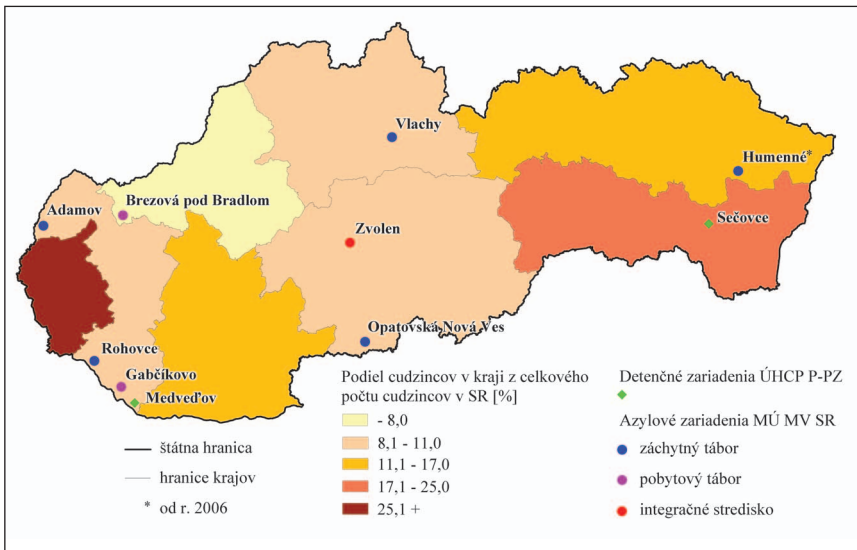 Vlachy
Humenné*
Brezová pod Bradlom
Adamov
Sečovce
Zvolen
Opatovská Nová Ves
Rohovce
Gabčíkovo
Medveďov
štátna hranica
hranice krajov
* od r. 2006
Podiel cudzincov v kraji z celkového
počtu cudzincov v SR [%]
- 8,0
8,1 - 11,0
11,1 - 17,0
17,1 - 25,0
25,1 +
Detenčné zariadenia ÚHCP P-PZ
Azylové zariadenia MÚ MV SR
záchytný tábor
pobytový tábor
integračné stredisko